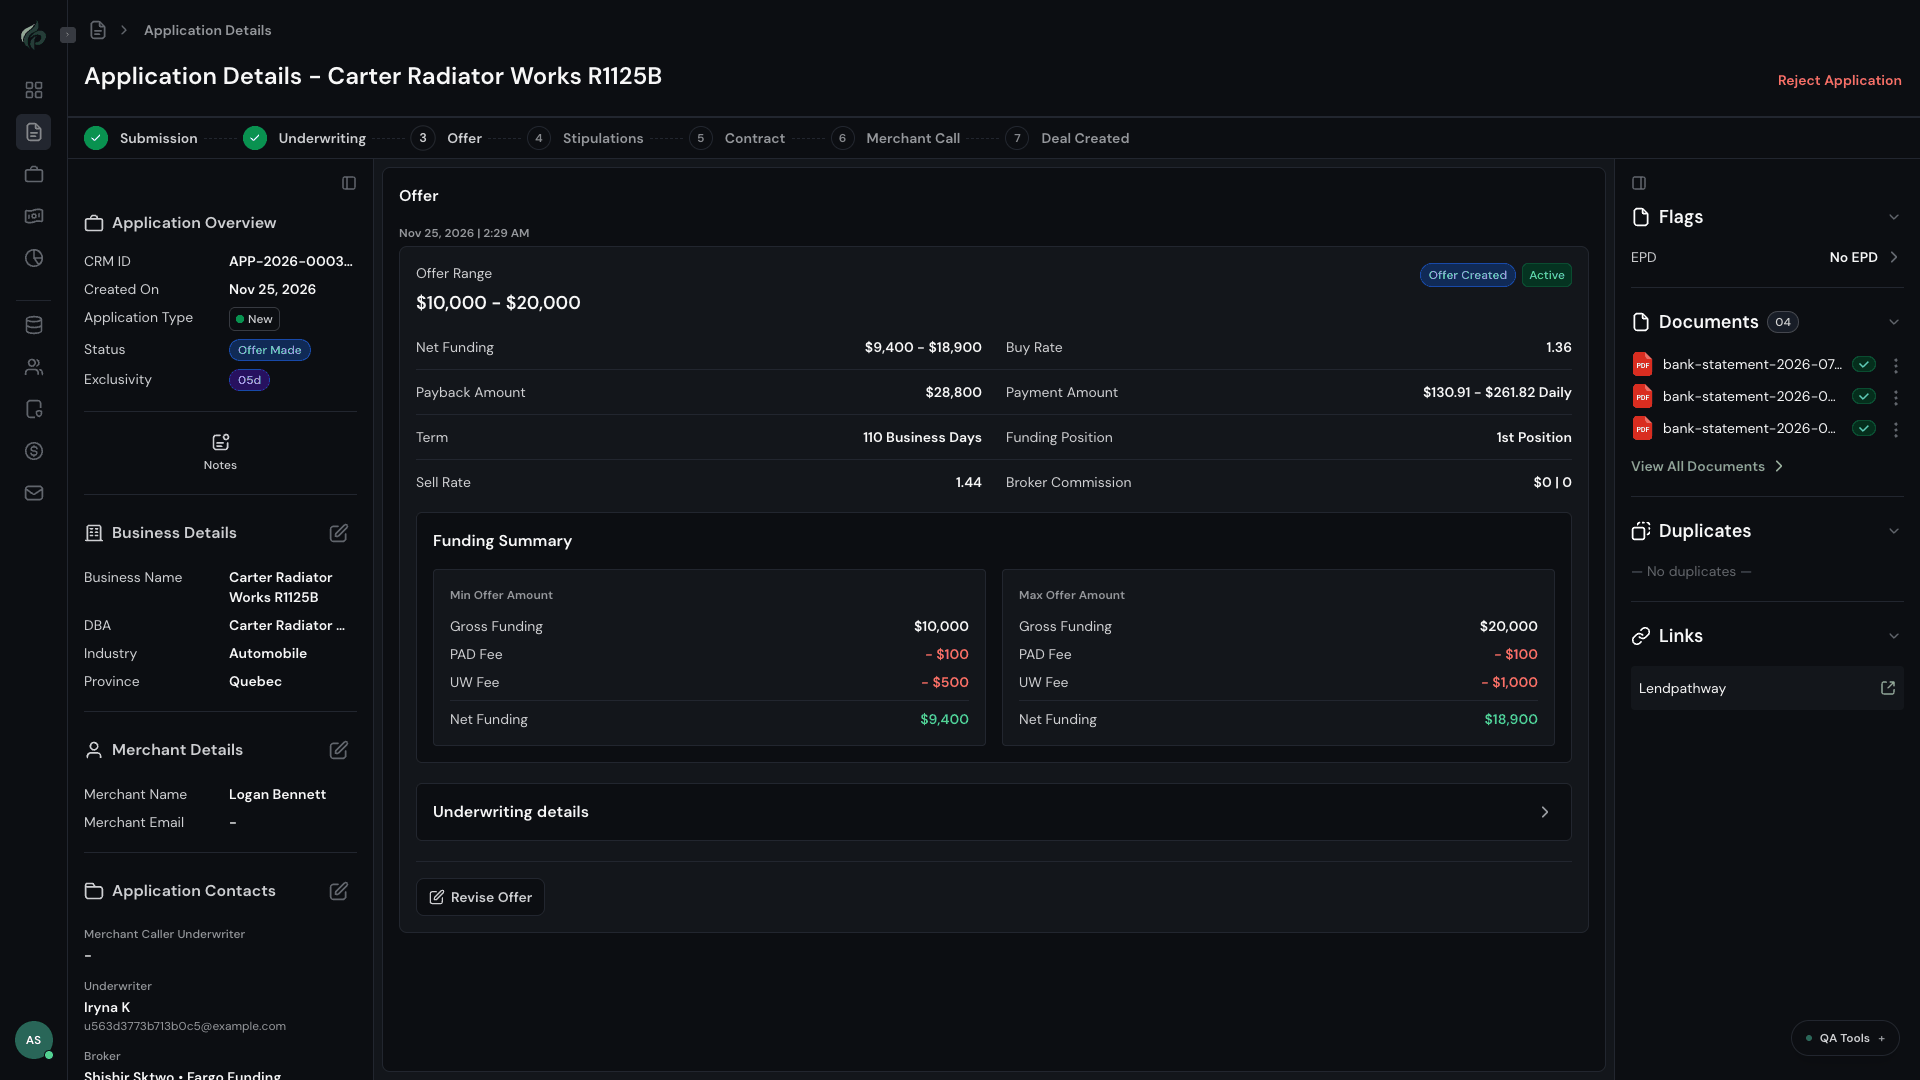 Application Details
Application Details – Carter Radiator Works R1125B
Reject Application
Submission
Underwriting
3 Offer
4 Stipulations
5 Contract
6 Merchant Call
7 Deal Created
Application Overview
CRM ID APP-2026-0003...
Created On Nov 25, 2026
Application Type New
Status Offer Made
Exclusivity 05d
Notes
Business Details
Business Name Carter Radiator
Works R1125B
DBA Carter Radiator ...
Industry Automobile
Province Quebec
Merchant Details
Merchant Name Logan Bennett
Merchant Email –
Application Contacts
Merchant Caller Underwriter
–
Underwriter
Iryna K
u563d3773b713b0c5@example.com
Broker
Shishir Sktwo • Fargo Funding
AS
Offer
Nov 25, 2026 | 2:29 AM
Offer Range
Offer Created Active
$10,000 – $20,000
Net Funding $9,400 – $18,900 Buy Rate 1.36
Payback Amount $28,800 Payment Amount $130.91 – $261.82 Daily
Term 110 Business Days Funding Position 1st Position
Sell Rate 1.44 Broker Commission $0 | 0
Funding Summary
Min Offer Amount
Gross Funding $10,000
PAD Fee – $100
UW Fee – $500
Net Funding $9,400
Max Offer Amount
Gross Funding $20,000
PAD Fee – $100
UW Fee – $1,000
Net Funding $18,900
Underwriting details
Revise Offer
Flags
EPD No EPD
Documents 04
PDF bank-statement-2026-07...
PDF bank-statement-2026-0...
PDF bank-statement-2026-0...
View All Documents
Duplicates
— No duplicates —
Links
Lendpathway
QA Tools +